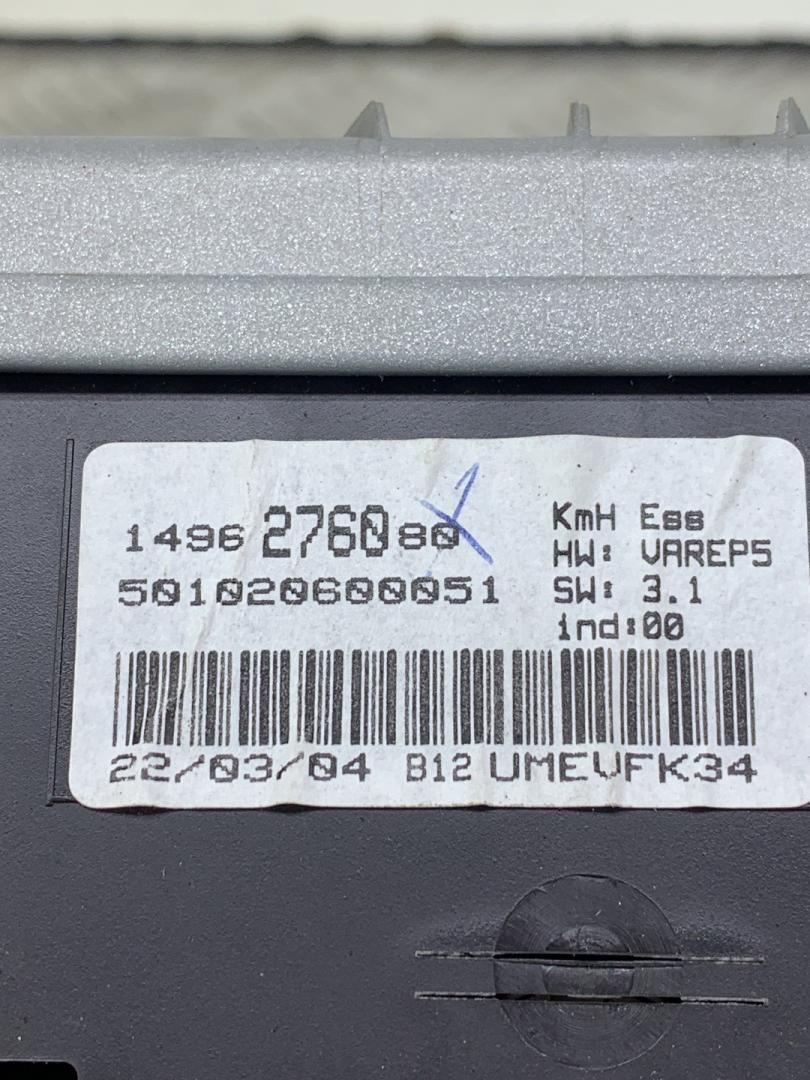 1496 2760 80
501020600051
KmH Ess
HW: VAREP5
SW: 3.1
ind:00
22/03/04 B12 UMEVFK34